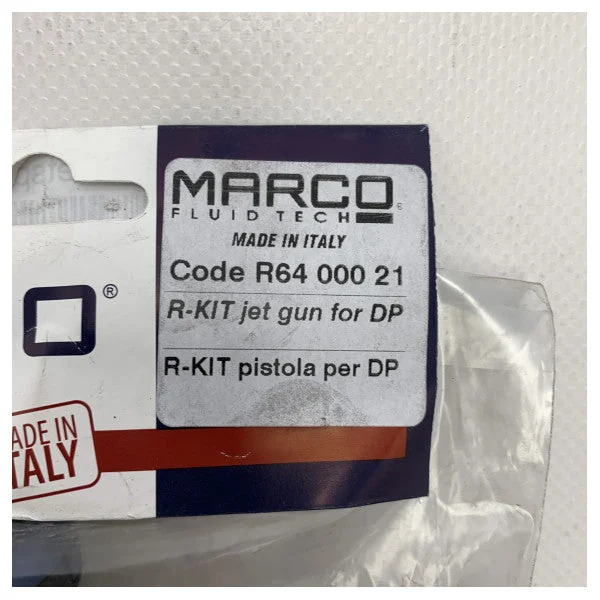 MARCO
FLUID TECH
MADE IN ITALY
Code R64 000 21
R-KIT jet gun for DP
R-KIT pistola per DP
O®
ADE IN
TALY